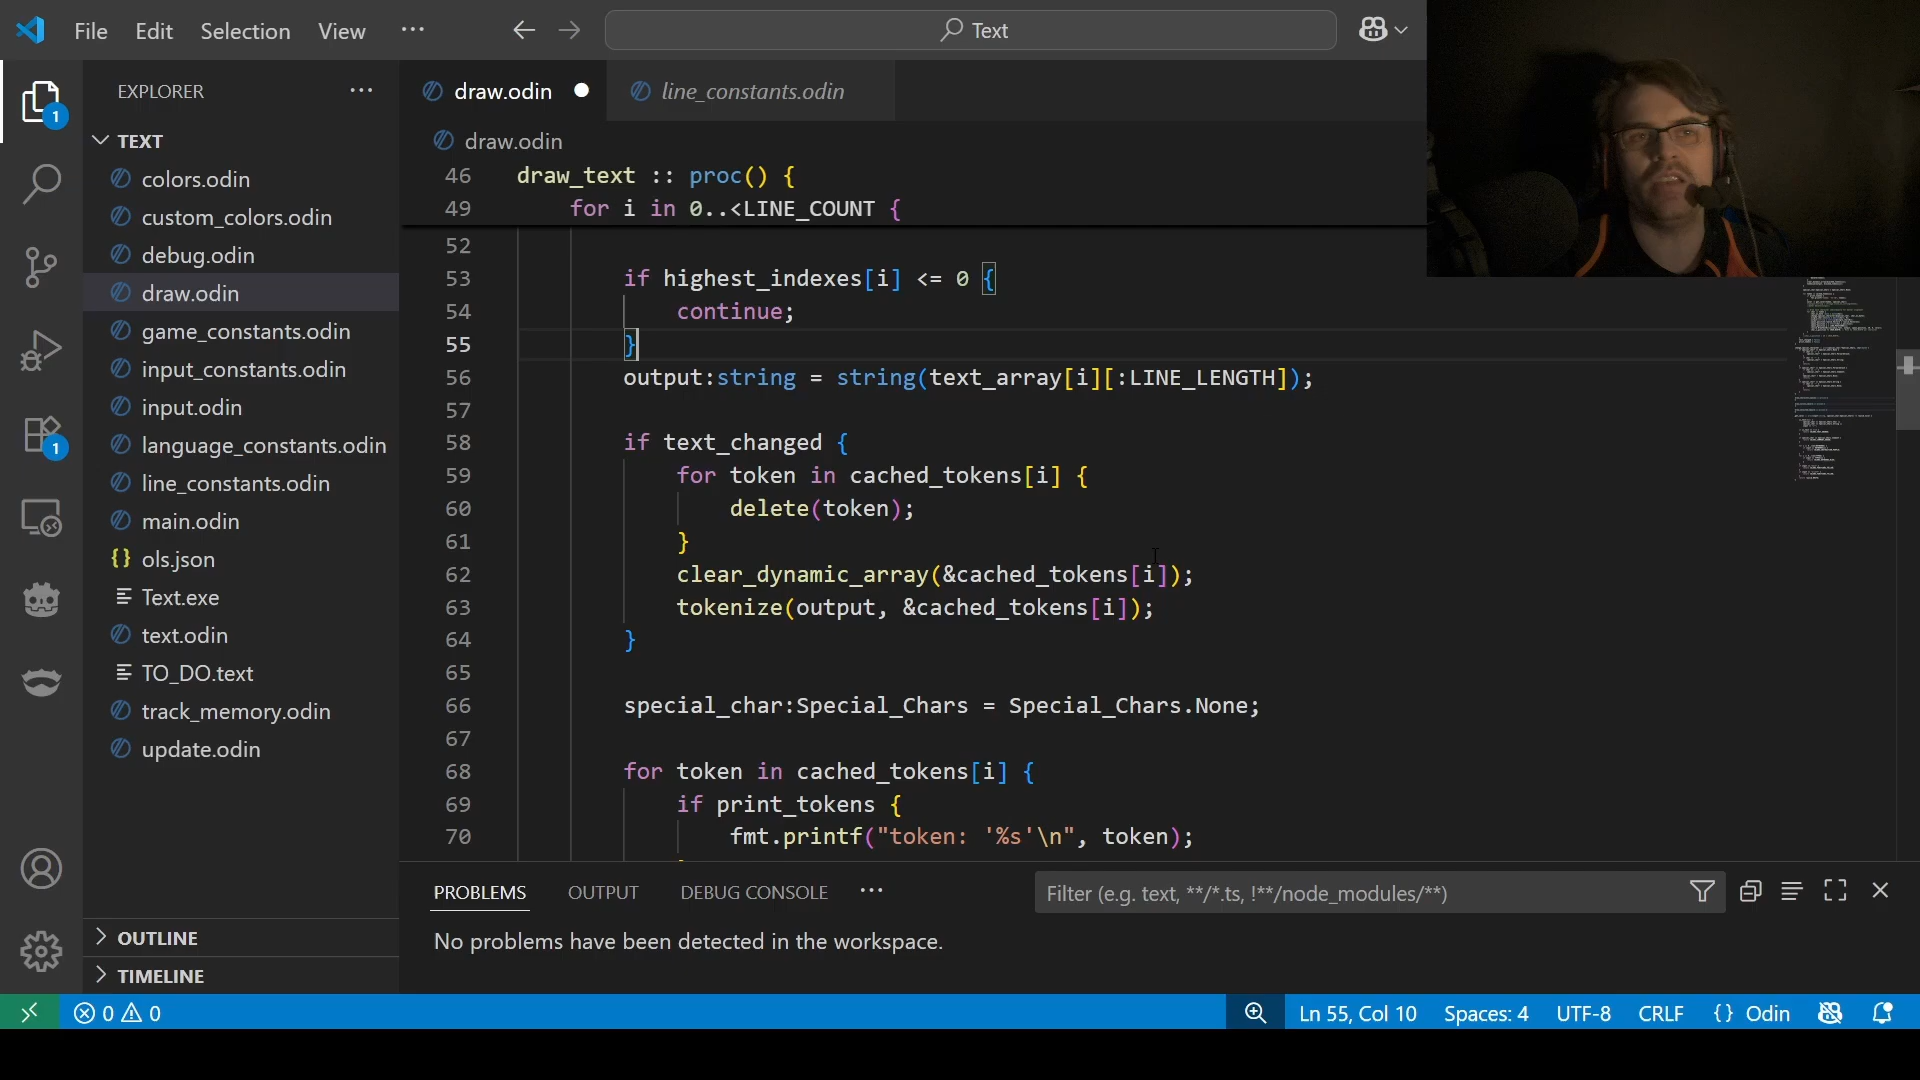 File Edit Selection View ··· Text
EXPLORER ···
TEXT
colors.odin
custom_colors.odin
debug.odin
draw.odin
game_constants.odin
input_constants.odin
input.odin
language_constants.odin
line_constants.odin
main.odin
{} ols.json
Text.exe
text.odin
TO_DO.text
track_memory.odin
update.odin
OUTLINE
TIMELINE
1
1
draw.odin line_constants.odin
draw.odin
46 draw_text :: proc() {
49 for i in 0..<LINE_COUNT {
52
53 if highest_indexes[i] <= 0 {
54 continue;
55 }
56 output:string = string(text_array[i][:LINE_LENGTH]);
57
58 if text_changed {
59 for token in cached_tokens[i] {
60 delete(token);
61 }
62 clear_dynamic_array(&cached_tokens[i]);
63 tokenize(output, &cached_tokens[i]);
64 }
65
66 special_char:Special_Chars = Special_Chars.None;
67
68 for token in cached_tokens[i] {
69 if print_tokens {
70 fmt.printf("token: '%s'\n", token);
PROBLEMS OUTPUT DEBUG CONSOLE ··· Filter (e.g. text, **/*.ts, !**/node_modules/**)
No problems have been detected in the workspace.
0 0 Ln 55, Col 10 Spaces: 4 UTF-8 CRLF {} Odin